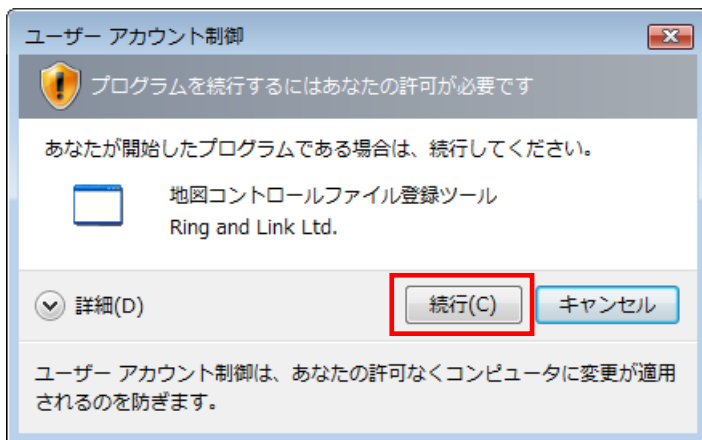 ユーザー アカウント制御
プログラムを続行するにはあなたの許可が必要です
あなたが開始したプログラムである場合は、続行してください。
地図コントロールファイル登録ツール
Ring and Link Ltd.
詳細(D) 続行(C) キャンセル
ユーザー アカウント制御は、あなたの許可なくコンピュータに変更が適用
されるのを防ぎます。